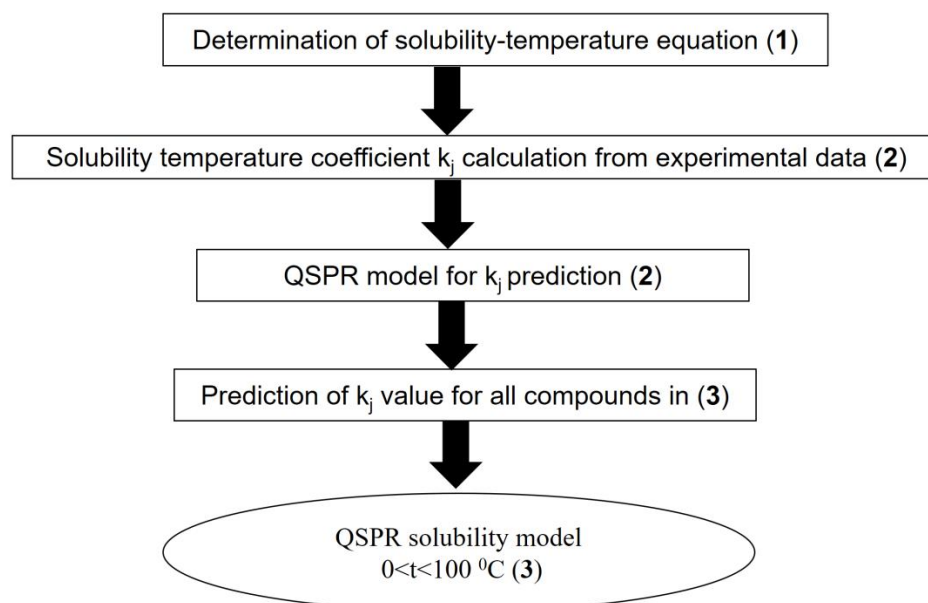 Determination of solubility-temperature equation (1)
Solubility temperature coefficient kj calculation from experimental data (2)
QSPR model for kj prediction (2)
Prediction of kj value for all compounds in (3)
QSPR solubility model
0<t<100 ⁰C (3)